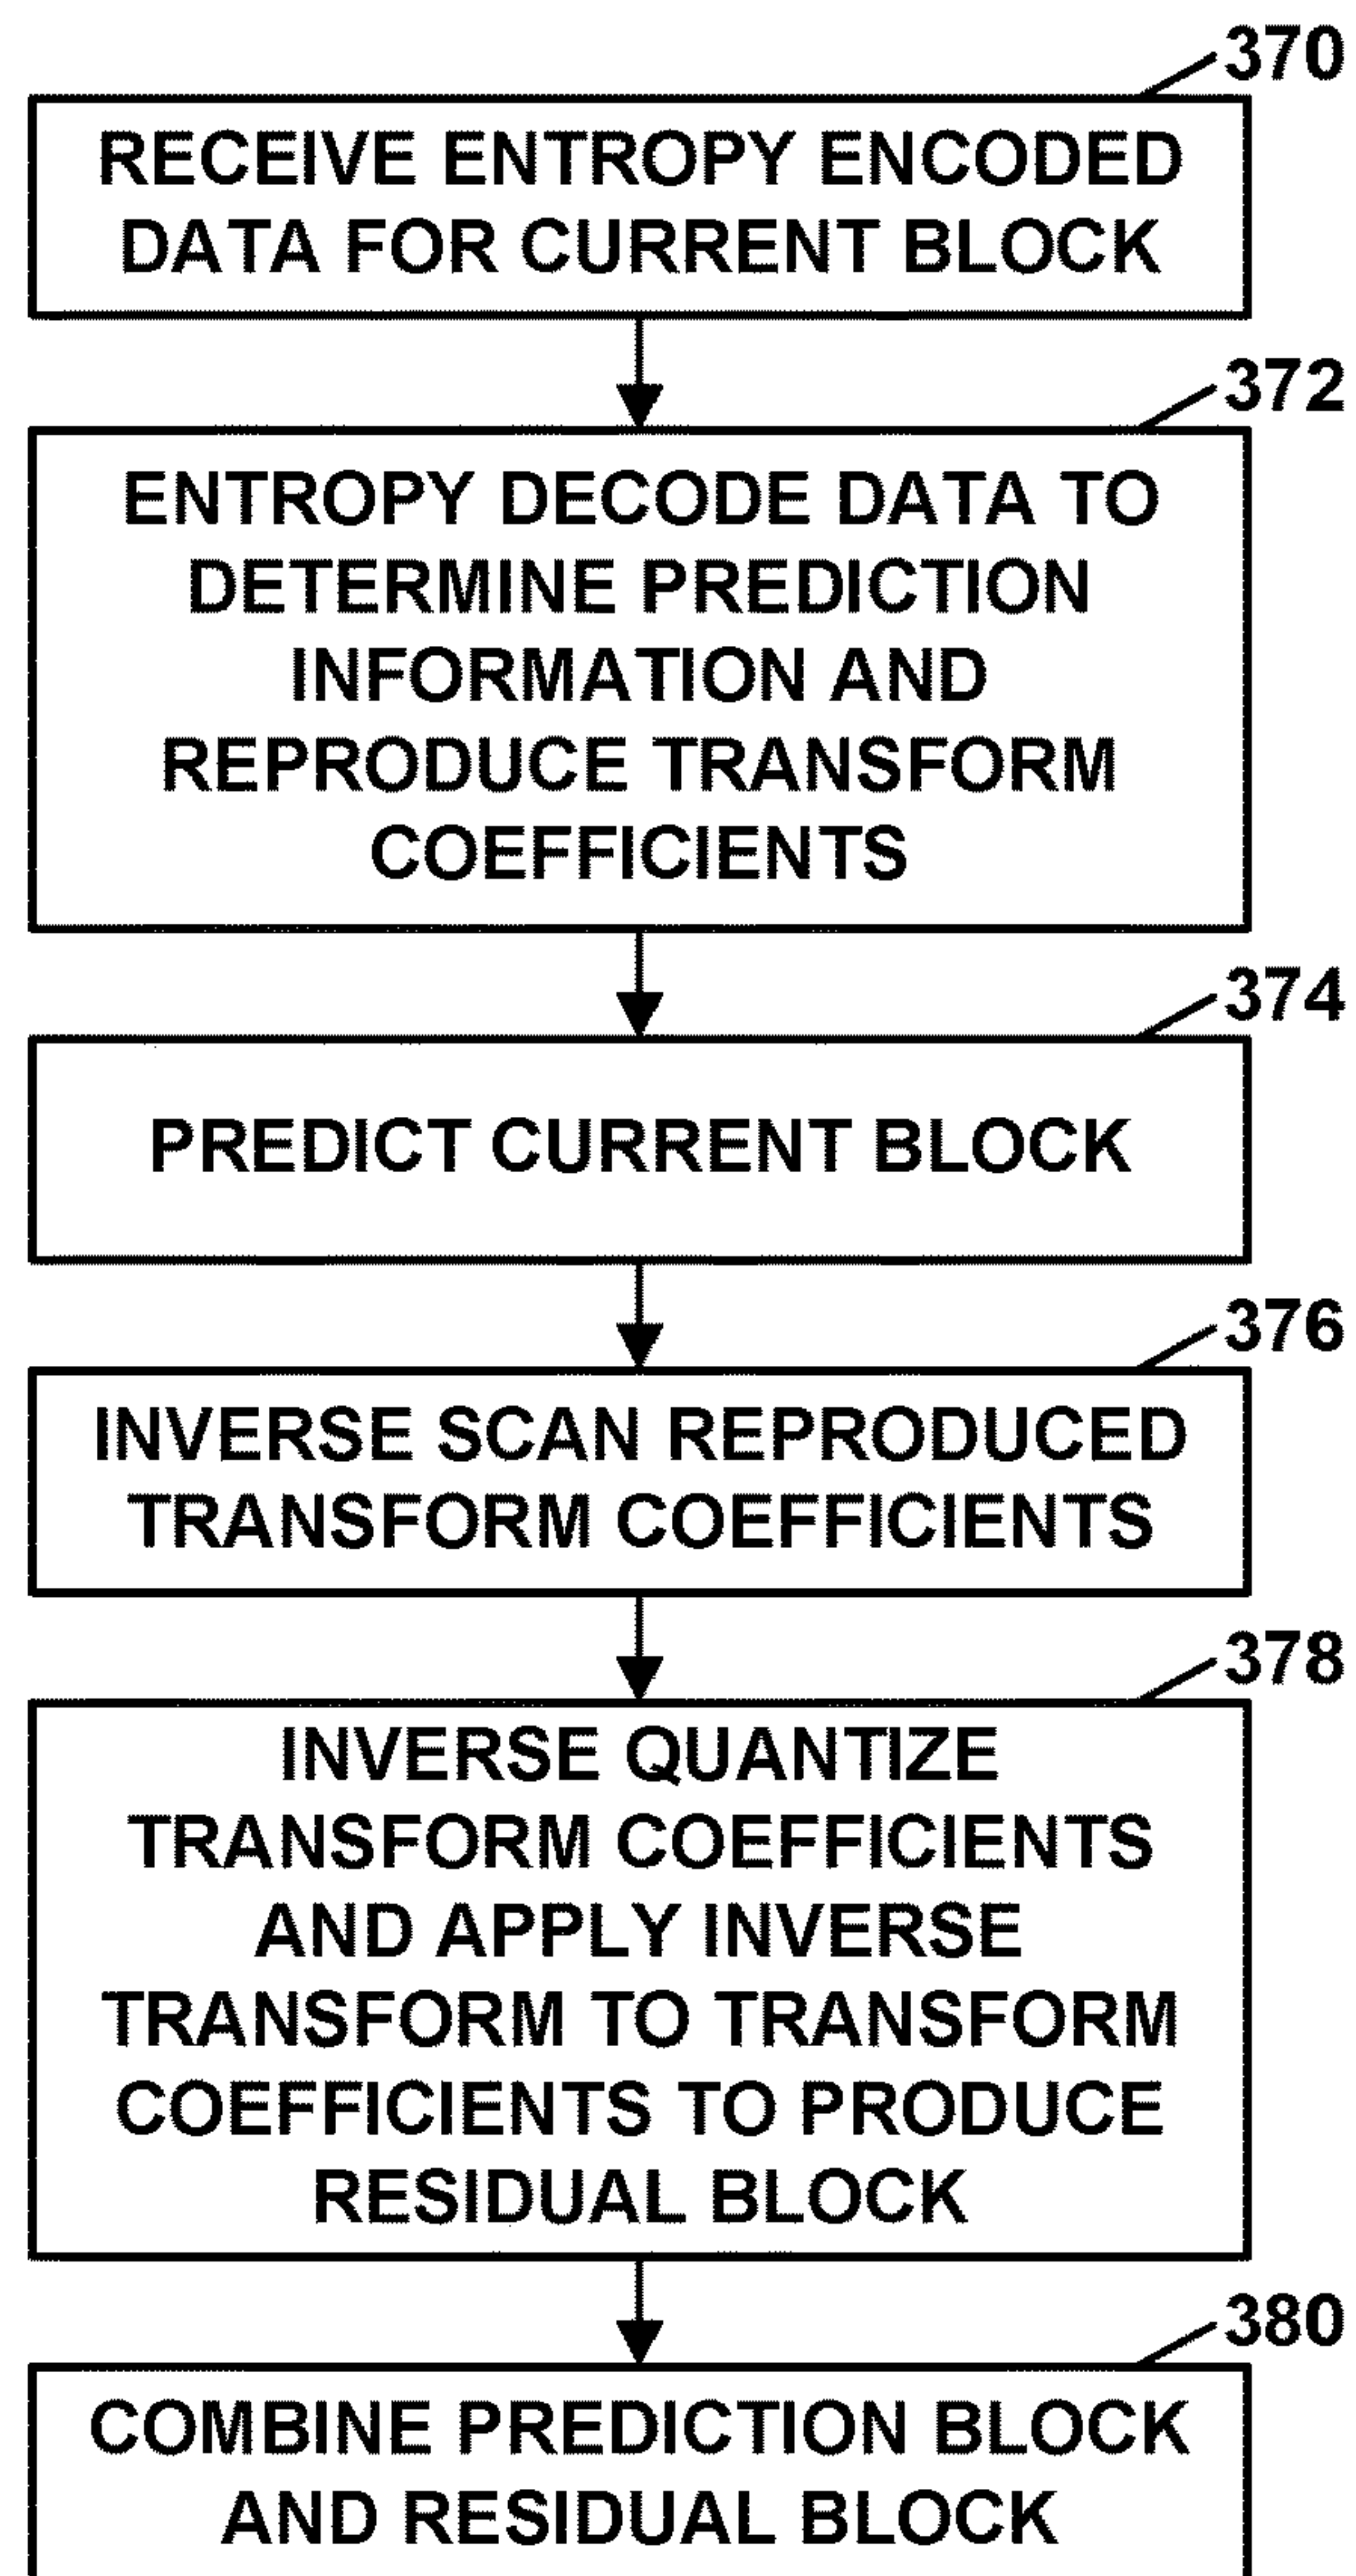 370
RECEIVE ENTROPY ENCODED
DATA FOR CURRENT BLOCK
372
ENTROPY DECODE DATA TO
DETERMINE PREDICTION
INFORMATION AND
REPRODUCE TRANSFORM
COEFFICIENTS
374
PREDICT CURRENT BLOCK
376
INVERSE SCAN REPRODUCED
TRANSFORM COEFFICIENTS
378
INVERSE QUANTIZE
TRANSFORM COEFFICIENTS
AND APPLY INVERSE
TRANSFORM TO TRANSFORM
COEFFICIENTS TO PRODUCE
RESIDUAL BLOCK
380
COMBINE PREDICTION BLOCK
AND RESIDUAL BLOCK